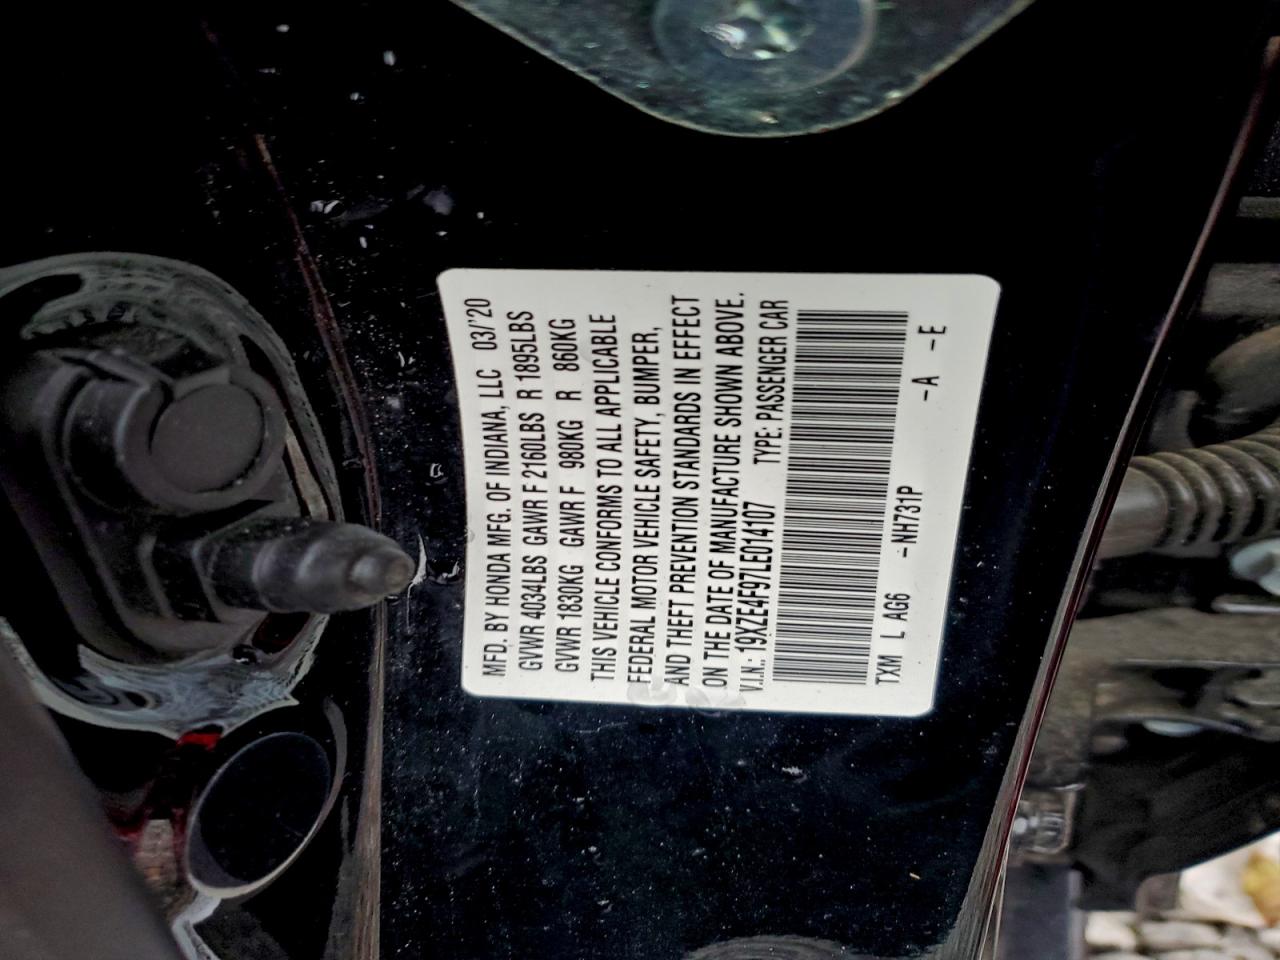 MFD. BY HONDA MFG. OF INDIANA, LLC 03/'20
GVWR 4034LBS GAWR F 2160LBS R 1895LBS
GVWR 1830KG GAWR F 980KG R 860KG
THIS VEHICLE CONFORMS TO ALL APPLICABLE
FEDERAL MOTOR VEHICLE SAFETY, BUMPER,
AND THEFT PREVENTION STANDARDS IN EFFECT
ON THE DATE OF MANUFACTURE SHOWN ABOVE.
V.I.N.: 19XZE4F97LE014107 TYPE: PASSENGER CAR
TXM L AG6 -NH731P -A -E